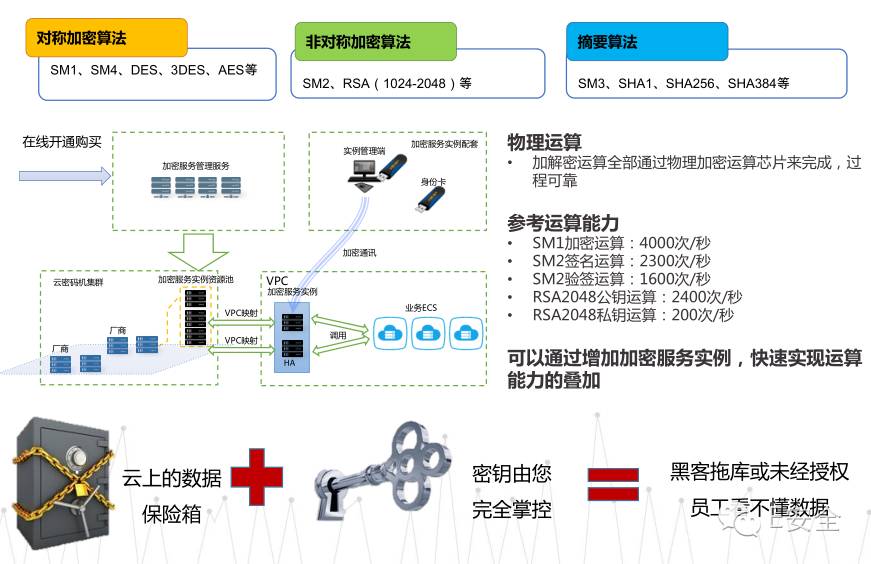 对称加密算法
SM1、SM4、DES、3DES、AES等
非对称加密算法
SM2、RSA（1024-2048）等
摘要算法
SM3、SHA1、SHA256、SHA384等
在线开通购买
加密服务管理服务
实例管理端
加密服务实例配套
身份卡
加密通讯
云密码机集群
加密服务实例资源池
厂商
厂商
VPC映射
VPC映射
VPC
加密服务实例
HA
调用
业务ECS
物理运算
• 加解密运算全部通过物理加密运算芯片来完成，过
程可靠
参考运算能力
• SM1加密运算：4000次/秒
• SM2签名运算：2300次/秒
• SM2验签运算：1600次/秒
• RSA2048公钥运算：2400次/秒
• RSA2048私钥运算：200次/秒
可以通过增加加密服务实例，快速实现运算
能力的叠加
云上的数据
保险箱
密钥由您
完全掌控
黑客拖库或未经授权
员工看不懂数据
E安全